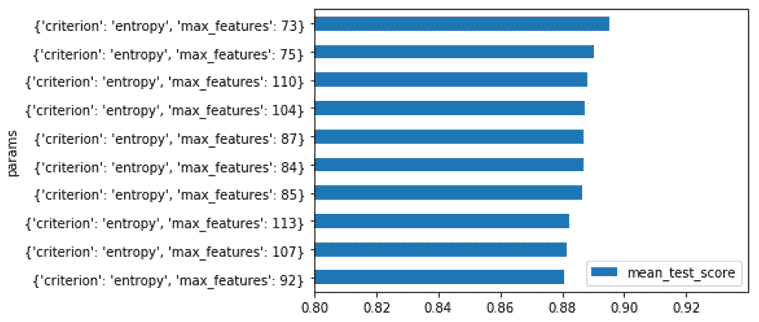 {'criterion': 'entropy', 'max_features': 73}
{'criterion': 'entropy', 'max_features': 75}
{'criterion': 'entropy', 'max_features': 110}
{'criterion': 'entropy', 'max_features': 104}
{'criterion': 'entropy', 'max_features': 87}
{'criterion': 'entropy', 'max_features': 84}
{'criterion': 'entropy', 'max_features': 85}
{'criterion': 'entropy', 'max_features': 113}
{'criterion': 'entropy', 'max_features': 107}
{'criterion': 'entropy', 'max_features': 92}
params
mean_test_score
0.80 0.82 0.84 0.86 0.88 0.90 0.92